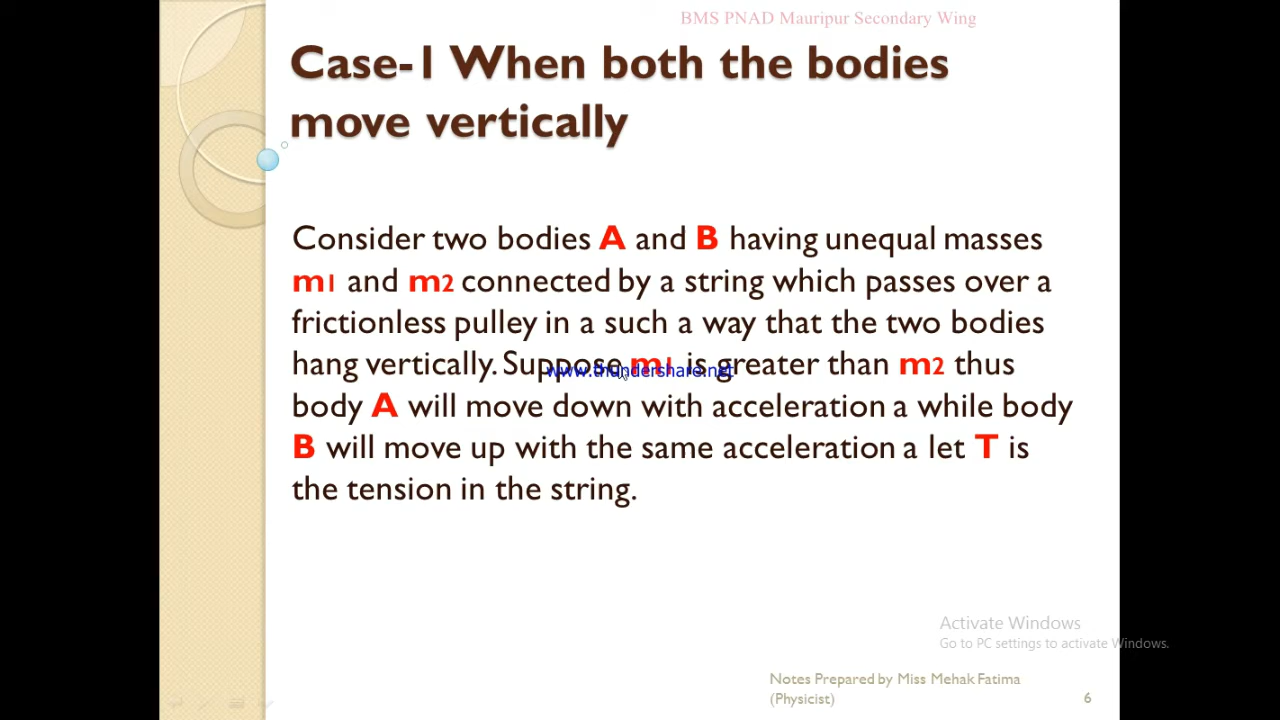 BMS PNAD Mauripur Secondary Wing
Case-1 When both the bodies
move vertically
Consider two bodies A and B having unequal masses
m1 and m2 connected by a string which passes over a
frictionless pulley in a such a way that the two bodies
hang vertically. Suppose m1 is greater than m2 thus
www.thundershare.net
body A will move down with acceleration a while body
B will move up with the same acceleration a let T is
the tension in the string.
Activate Windows
Go to PC settings to activate Windows.
Notes Prepared by Miss Mehak Fatima
(Physicist)
6